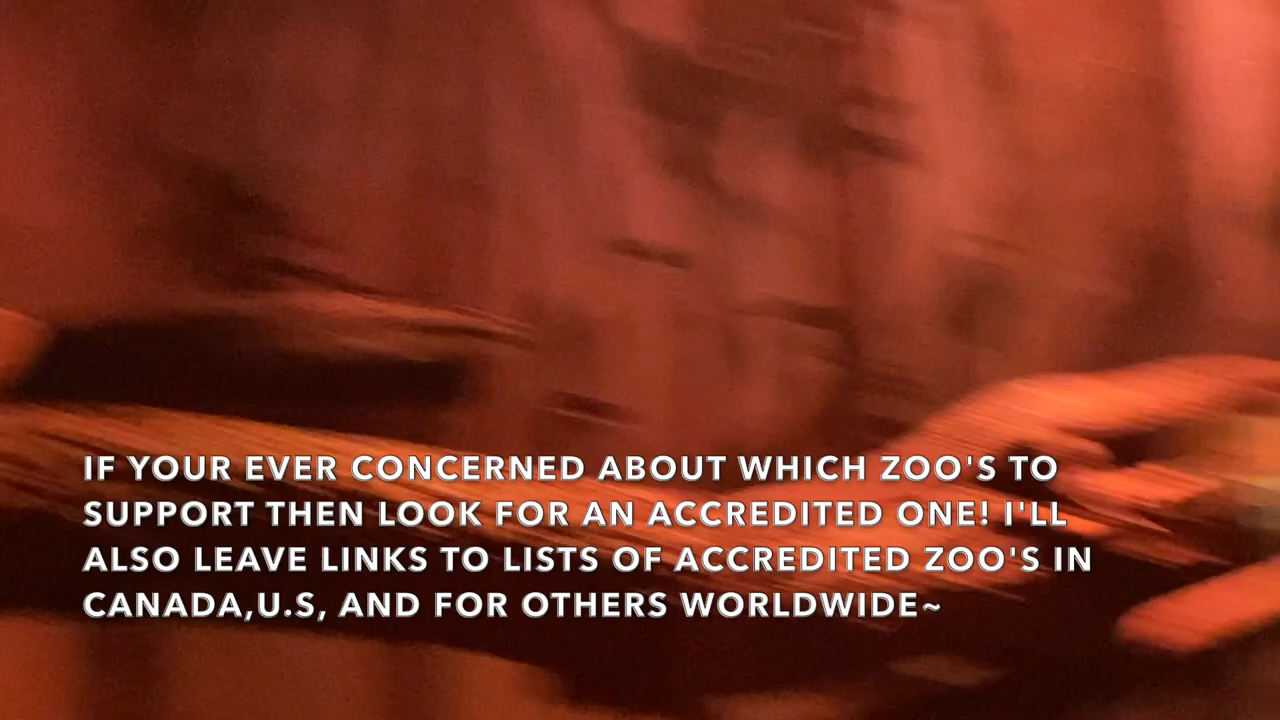 IF YOUR EVER CONCERNED ABOUT WHICH ZOO'S TO
SUPPORT THEN LOOK FOR AN ACCREDITED ONE! I'LL
ALSO LEAVE LINKS TO LISTS OF ACCREDITED ZOO'S IN
CANADA,U.S, AND FOR OTHERS WORLDWIDE~